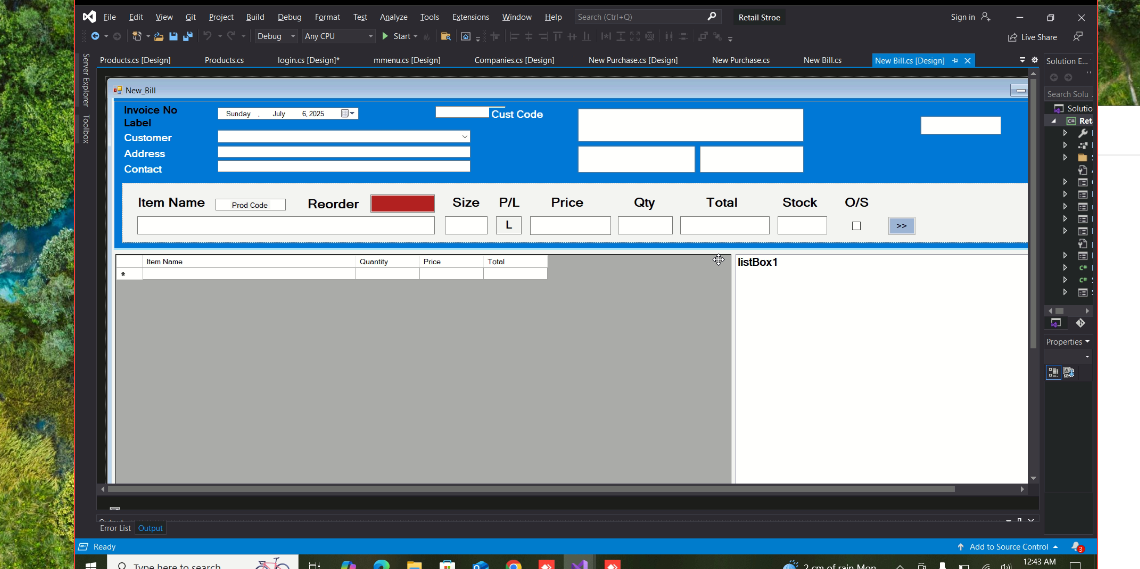 File Edit View Git Project Build Debug Format Test Analyze Tools Extensions Window Help Search (Ctrl+Q) Retail Stroe Sign in
Debug Any CPU Start Live Share
Products.cs [Design] Products.cs login.cs [Design]* mmenu.cs [Design] Companies.cs [Design] New Purchase.cs [Design] New Purchase.cs New Bill.cs New Bill.cs [Design] Solution E...
Server Explorer
Toolbox
Search Solu
Solutio
Ret
New_Bill
Invoice No
Label
Sunday , July 6, 2025
Cust Code
Customer
Address
Contact
Item Name Prod Code Reorder Size P/L Price Qty Total Stock O/S
L >>
Item Name Quantity Price Total
*
listBox1
Properties
Error List Output
Ready Add to Source Control 3
Type here to search 2 cm of rain Mon 12:43 AM